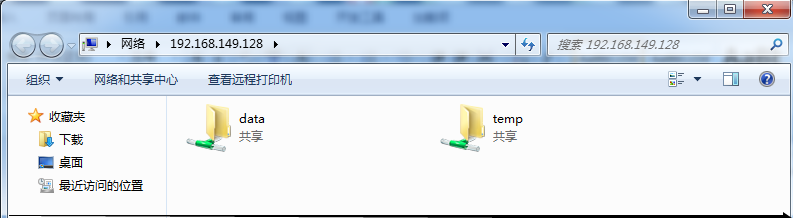 网络 192.168.149.128
搜索 192.168.149.128
组织 网络和共享中心 查看远程打印机
收藏夹
下载
桌面
最近访问的位置
data
共享
temp
共享